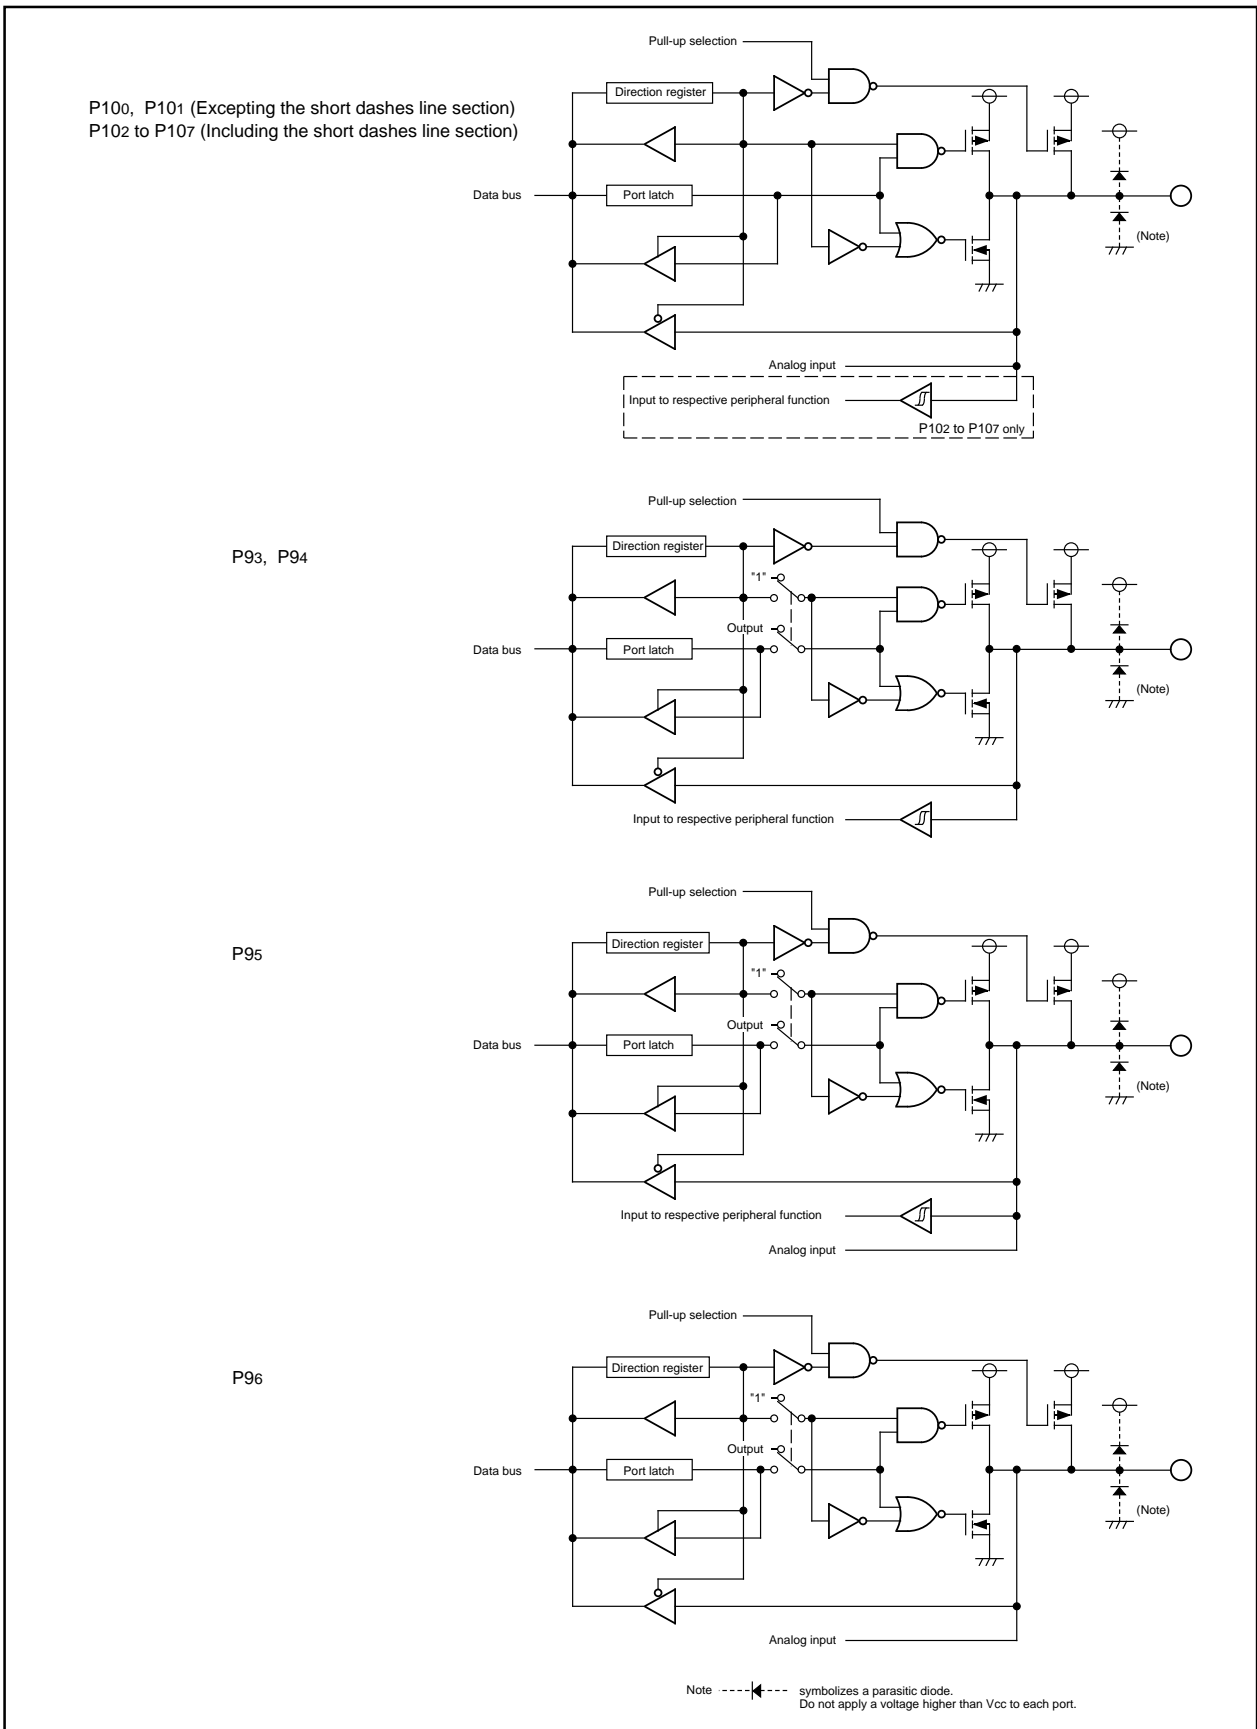 Pull-up selection
Direction register
P100, P101 (Excepting the short dashes line section)
P102 to P107 (Including the short dashes line section)
Data bus
Port latch
(Note)
Analog input
Input to respective peripheral function
P102 to P107 only
Pull-up selection
P93, P94
Direction register
"1"
Output
Data bus
Port latch
(Note)
Input to respective peripheral function
Pull-up selection
P95
Direction register
"1"
Output
Data bus
Port latch
(Note)
Input to respective peripheral function
Analog input
Pull-up selection
P96
Direction register
"1"
Output
Data bus
Port latch
(Note)
Analog input
Note symbolizes a parasitic diode.
Do not apply a voltage higher than Vcc to each port.